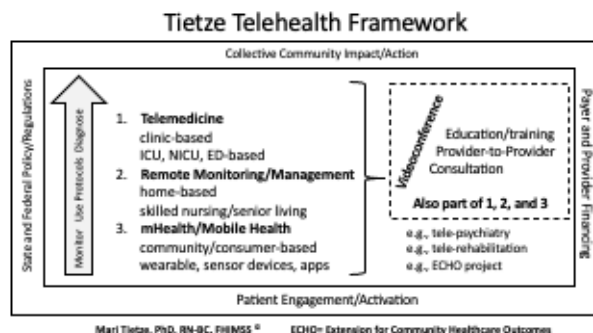 Tietze Telehealth Framework
Collective Community Impact/Action
State and Federal Policy/Regulations
Monitor Use Protocols Diagnose
1. Telemedicine
clinic-based
ICU, NICU, ED-based
2. Remote Monitoring/Management
home-based
skilled nursing/senior living
3. mHealth/Mobile Health
community/consumer-based
wearable, sensor devices, apps
Videoconference
Education/training
Provider-to-Provider
Consultation
Also part of 1, 2, and 3
e.g., tele-psychiatry
e.g., tele-rehabilitation
e.g., ECHO project
Payer and Provider Financing
Patient Engagement/Activation
Mari Tietze, PhD, RN-BC, FHIMSS © ECHO= Extension for Community Healthcare Outcomes